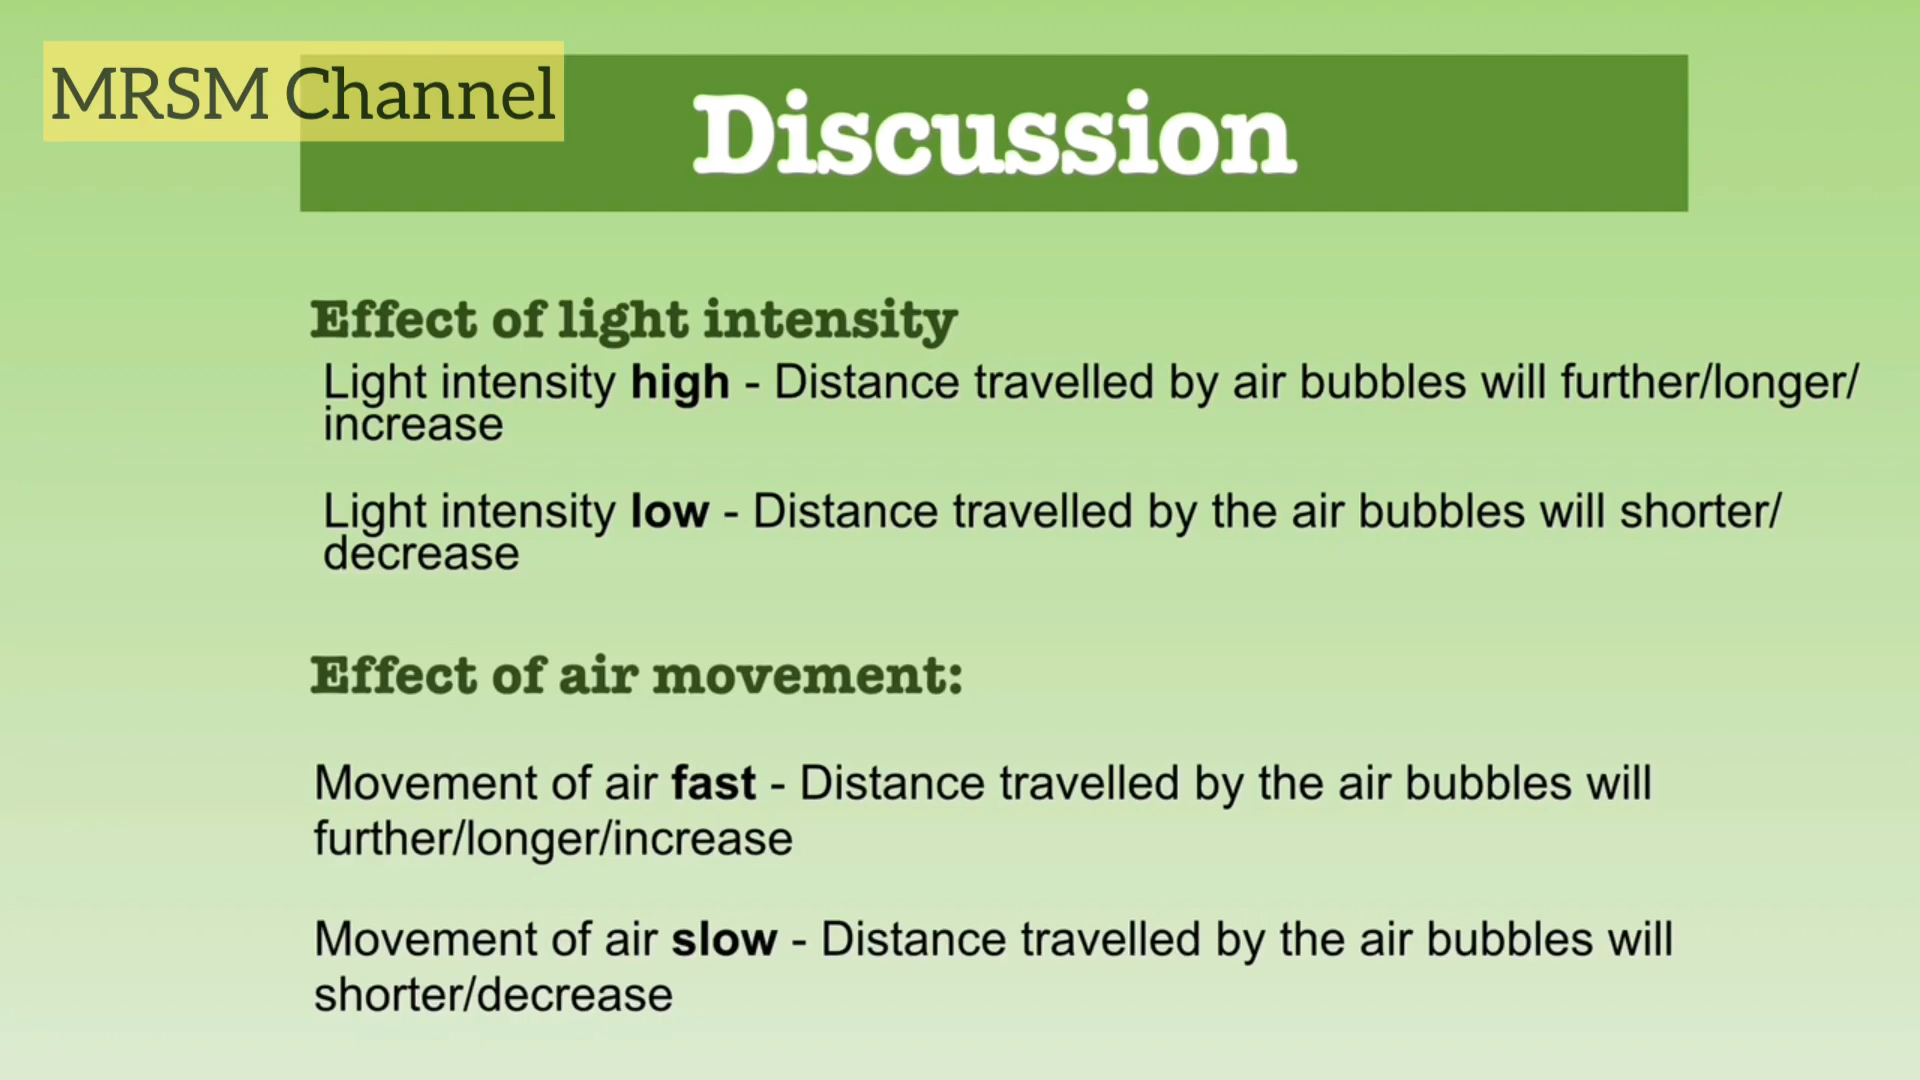 MRSM Channel
Discussion
Effect of light intensity
Light intensity high - Distance travelled by air bubbles will further/longer/
increase
Light intensity low - Distance travelled by the air bubbles will shorter/
decrease
Effect of air movement:
Movement of air fast - Distance travelled by the air bubbles will
further/longer/increase
Movement of air slow - Distance travelled by the air bubbles will
shorter/decrease